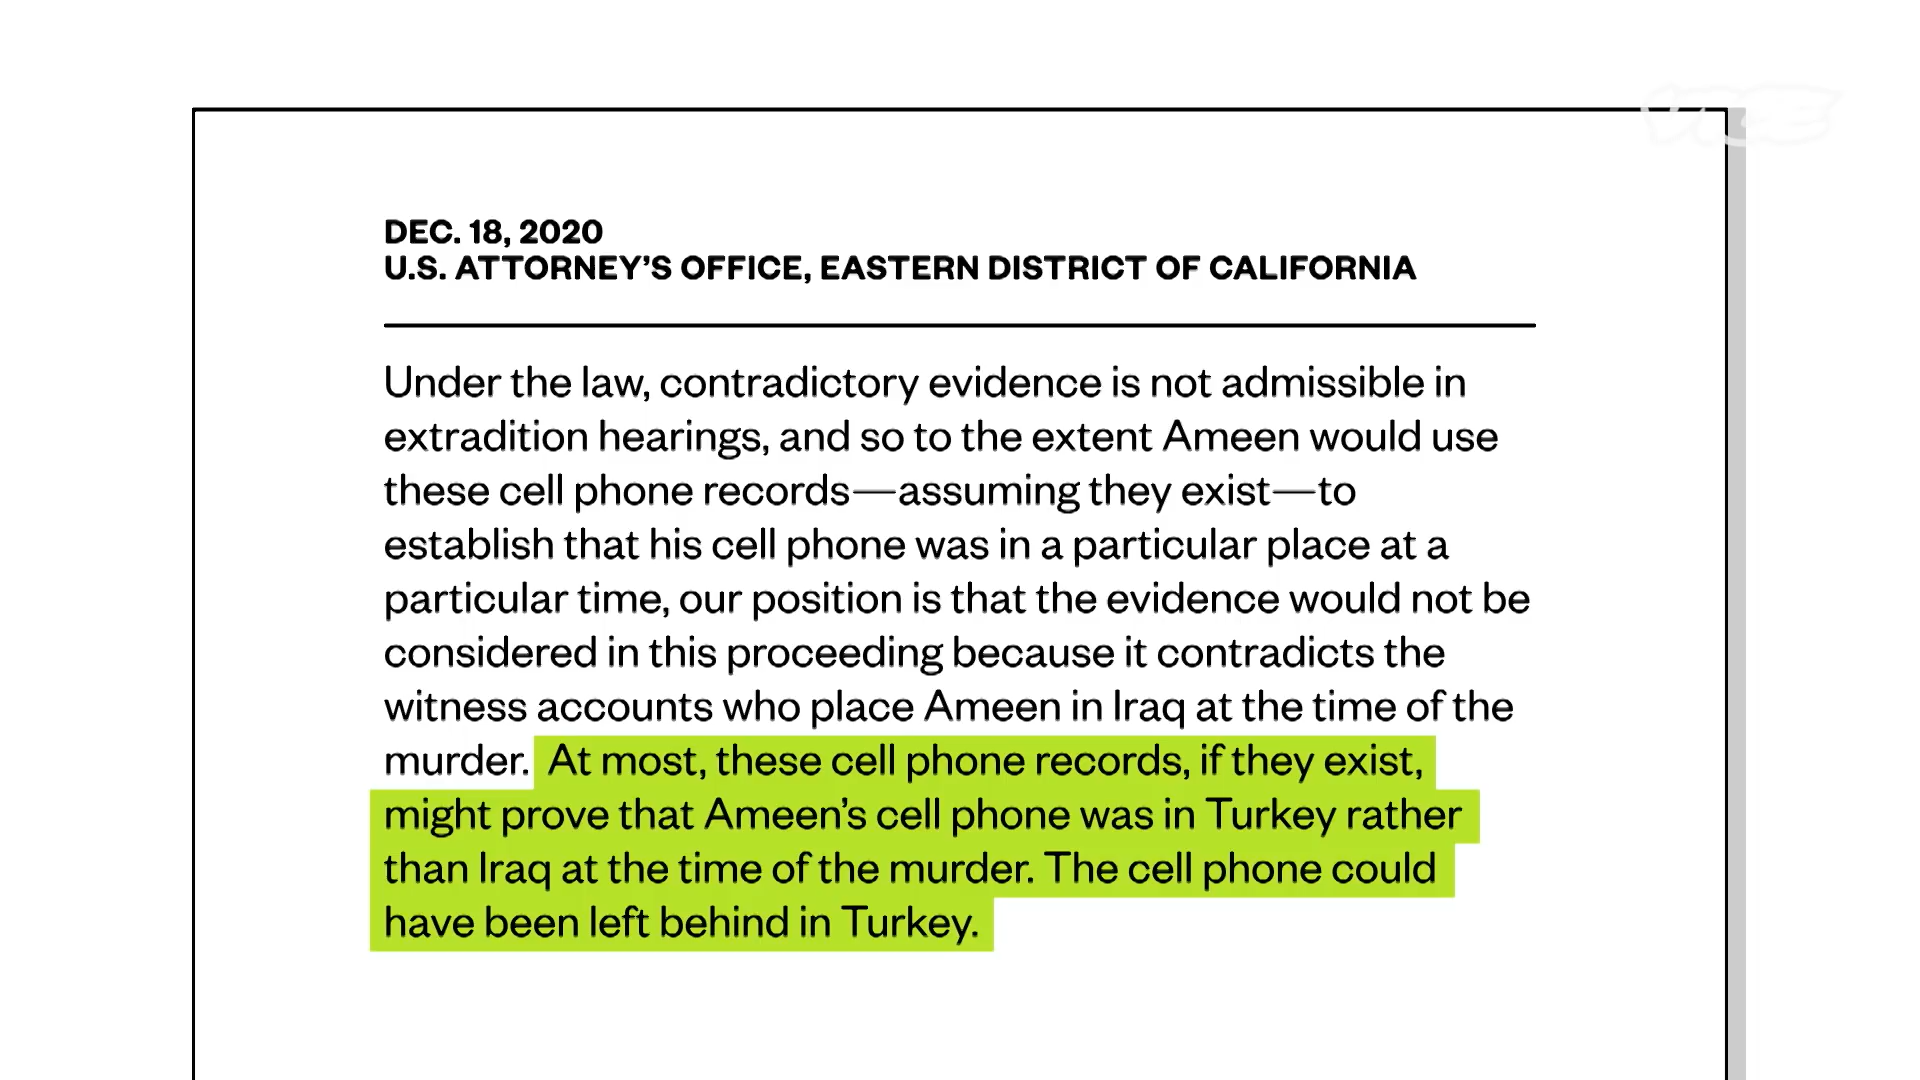 VICE
DEC. 18, 2020
U.S. ATTORNEY’S OFFICE, EASTERN DISTRICT OF CALIFORNIA
Under the law, contradictory evidence is not admissible in
extradition hearings, and so to the extent Ameen would use
these cell phone records—assuming they exist—to
establish that his cell phone was in a particular place at a
particular time, our position is that the evidence would not be
considered in this proceeding because it contradicts the
witness accounts who place Ameen in Iraq at the time of the
murder. At most, these cell phone records, if they exist,
might prove that Ameen’s cell phone was in Turkey rather
than Iraq at the time of the murder. The cell phone could
have been left behind in Turkey.